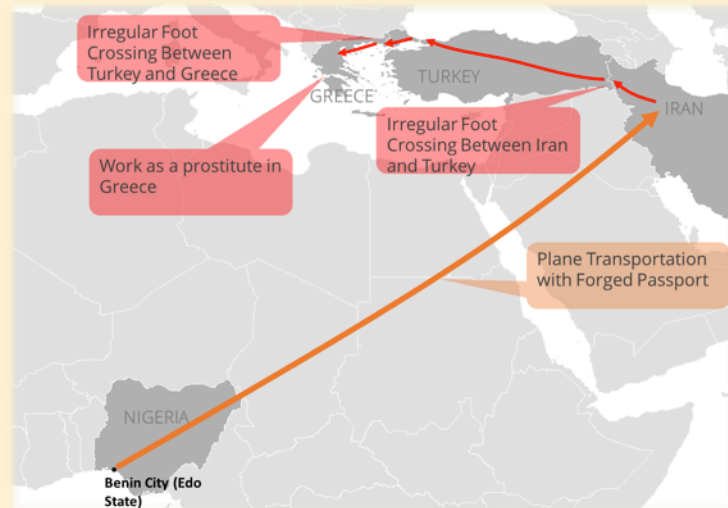 Irregular Foot
Crossing Between
Turkey and Greece
TURKEY
GREECE
IRAN
Irregular Foot
Crossing Between Iran
and Turkey
Work as a prostitute in
Greece
Plane Transportation
with Forged Passport
NIGERIA
Benin City (Edo
State)